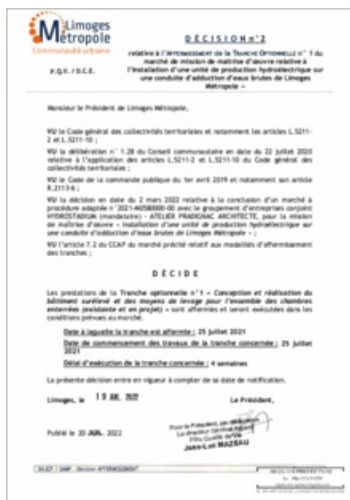 Limoges
Métropole
Communauté urbaine
P.Q.V. / D.C.E.
D É C I S I O N n°2
relative à l'AFFERMISSEMENT de la TRANCHE OPTIONNELLE n° 1 du
marché de mission de maîtrise d'œuvre relative à
l'installation d'une unité de production hydroélectrique sur
une conduite d'adduction d'eaux brutes de Limoges
Métropole –
Monsieur le Président de Limoges Métropole,
VU le Code général des collectivités territoriales et notamment les articles L.5211-
2 et L.5211-10 ;
VU la délibération n° 1.28 du Conseil communautaire en date du 22 juillet 2020
relative à l'application des articles L.5211-2 et L.5211-10 du Code général des
collectivités territoriales ;
VU le Code de la commande publique du 1er avril 2019 et notamment son article
R.2113-6 ;
VU la décision en date du 2 mars 2022 relative à la conclusion d'un marché à
procédure adaptée n°2021-46058000-00 avec le groupement d'entreprises conjoint
HYDROSTADIUM (mandataire) - ATELIER PRADIGNAC ARCHITECTE, pour la mission
de maîtrise d'œuvre – Installation d'une unité de production hydroélectrique sur
une conduite d'adduction d'eaux brutes de Limoges Métropole – ;
VU l'article 7.2 du CCAP du marché précité relatif aux modalités d'affermissement
des tranches ;
D É C I D E
Les prestations de la Tranche optionnelle n°1 – Conception et réalisation du
bâtiment surélevé et des moyens de levage pour l'ensemble des chambres
enterrées (existante et en projet) – sont affermies et seront exécutées dans les
conditions prévues au marché.
Date à laquelle la tranche est affermie : 25 juillet 2021
Date de commencement des travaux de la tranche concernée : 25 juillet
2021
Délai d'exécution de la tranche concernée : 4 semaines
La présente décision entre en vigueur à compter de sa date de notification.
Limoges, le 19 JUIL. 2022
Le Président,
Pour le Président, par délégation
Le directeur Général Adjoint
Pôle Qualité de Vie
Jean-Luc MAZEAU
Publié le 20 JUIL. 2022